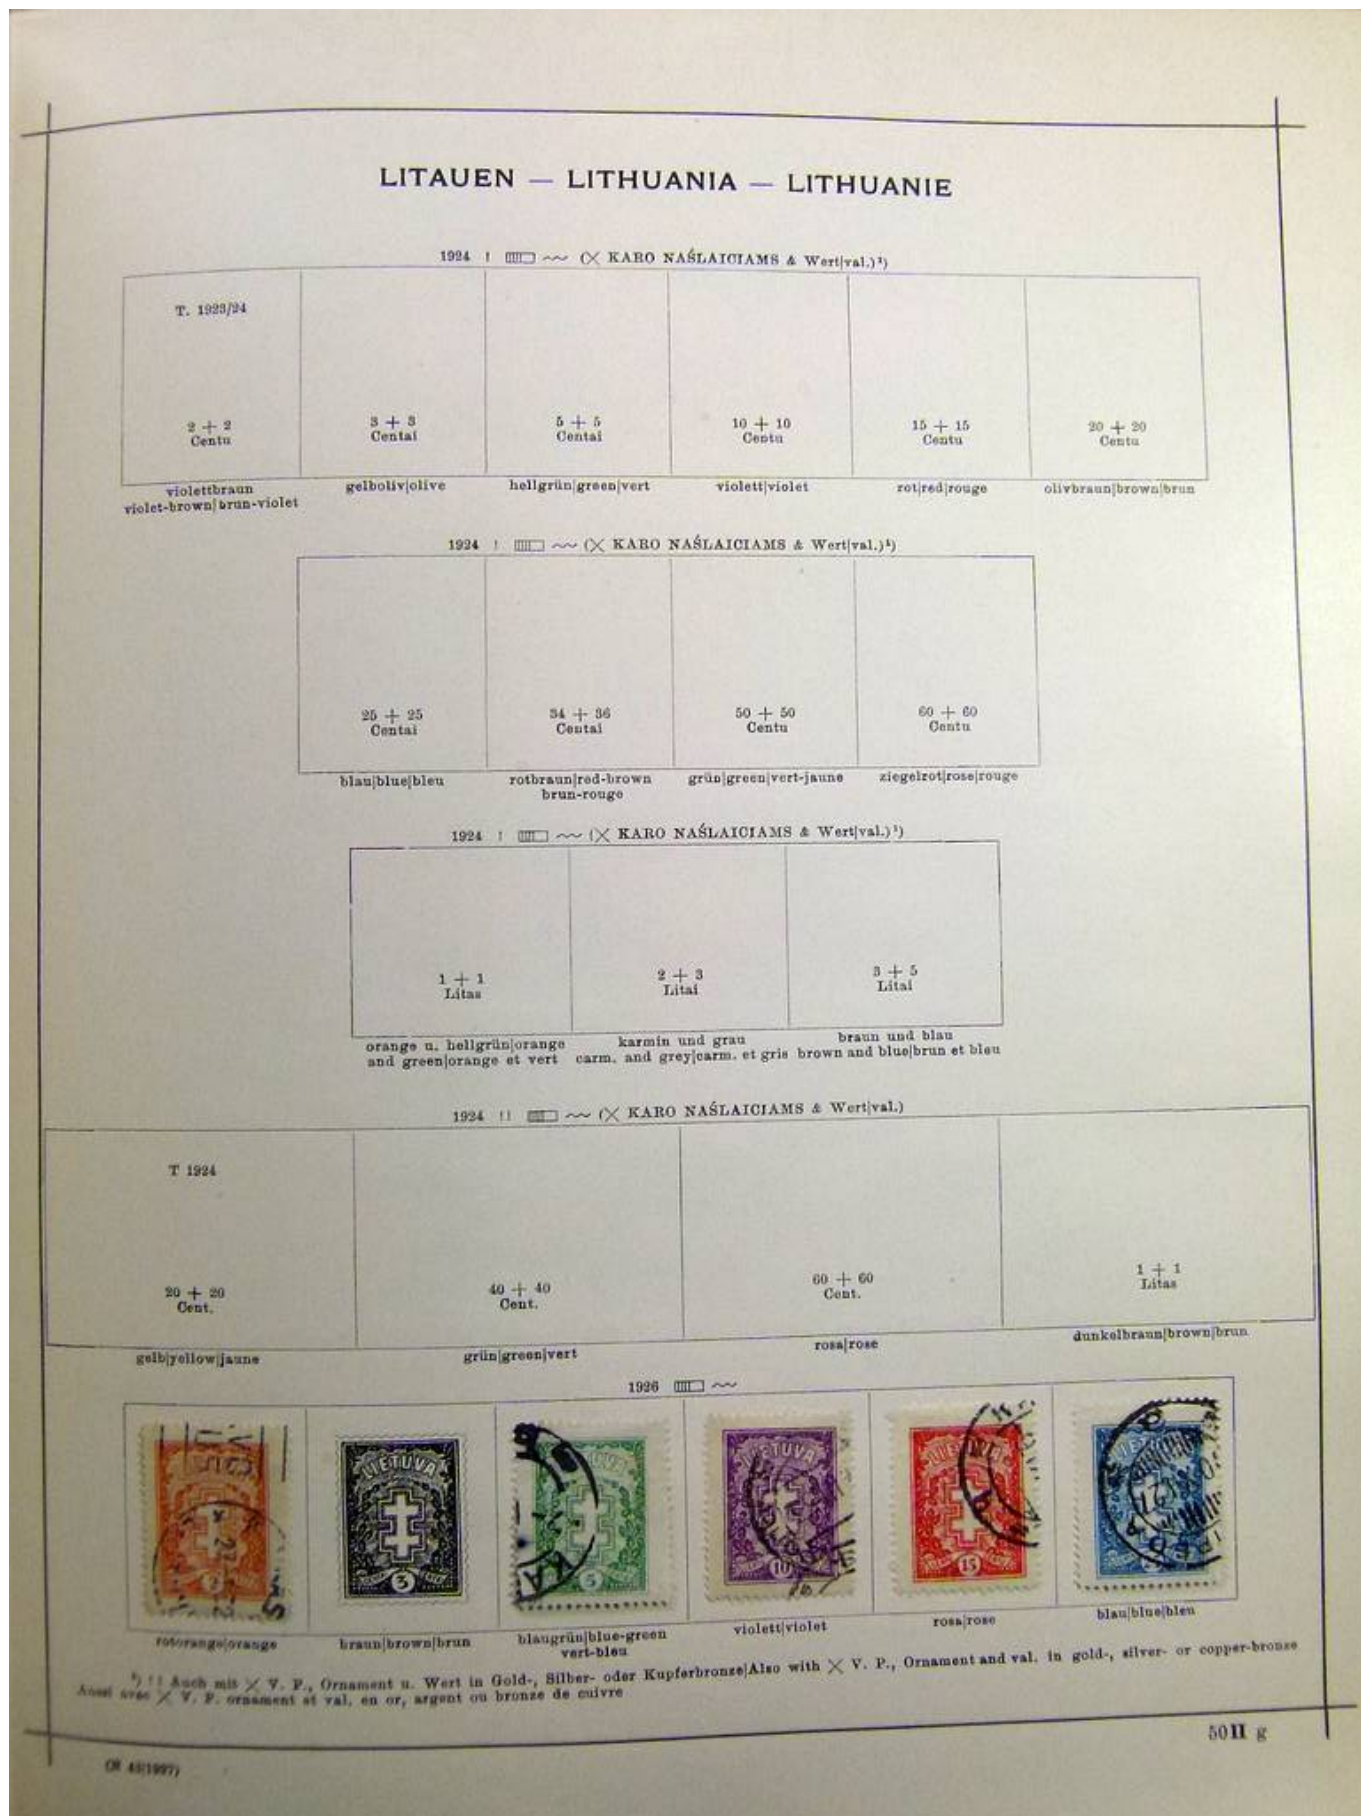 LITAUEN — LITHUANIA — LITHUANIE
1924 ! (X KARO NAŚLAICIAMS & Wert|val.)¹)
T. 1923/24
2 + 2 3 + 3 5 + 5 10 + 10 15 + 15 20 + 20
Centu Centai Centai Centu Centu Centu
violettbraun gelboliv|olive hellgrün|green|vert violett|violet rot|red|rouge olivbraun|brown|brun
violet-brown|brun-violet
1924 ! (X KARO NAŚLAICIAMS & Wert|val.)¹)
25 + 25 34 + 36 50 + 50 60 + 60
Centai Centai Centu Centu
blau|blue|bleu rotbraun|red-brown grün|green|vert-jaune ziegelrot|rose|rouge
brun-rouge
1924 ! (X KARO NAŚLAICIAMS & Wert|val.)¹)
1 + 1 2 + 3 3 + 5
Litas Litai Litai
orange u. hellgrün|orange karmin und grau braun und blau
and green|orange et vert carm. and grey|carm. et gris brown and blue|brun et bleu
1924 !! (X KARO NAŚLAICIAMS & Wert|val.)
T 1924
20 + 20 40 + 40 60 + 60 1 + 1
Cent. Cent. Cent. Litas
gelb|yellow|jaune grün|green|vert rosa|rose dunkelbraun|brown|brun
1926
LIETUVA LIETUVA
3 5 10 15
rotorange|orange braun|brown|brun blaugrün|blue-green violett|violet rosa|rose blau|blue|bleu
vert-bleu
¹) !! Auch mit X V. P., Ornament u. Wert in Gold-, Silber- oder Kupferbronze|Also with X V. P., Ornament and val. in gold-, silver- or copper-bronze
Aussi avec X V. P. ornament et val. en or, argent ou bronze de cuivre
50 II g